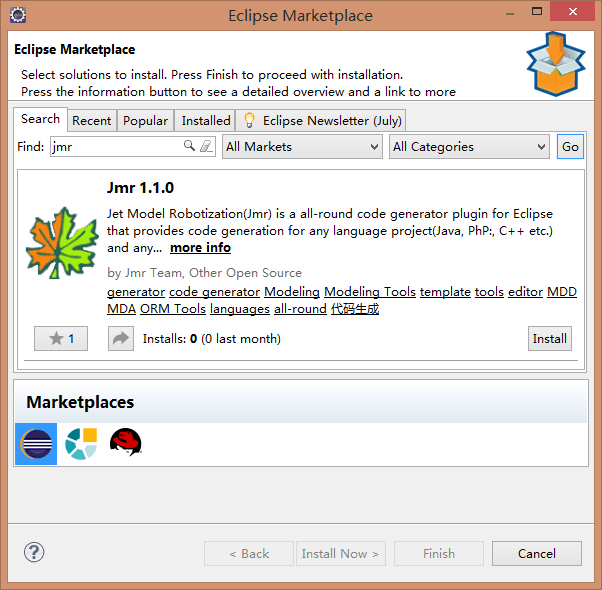 Eclipse Marketplace
Eclipse Marketplace
Select solutions to install. Press Finish to proceed with installation.
Press the information button to see a detailed overview and a link to more
Search Recent Popular Installed Eclipse Newsletter (July)
Find: jmr All Markets All Categories Go
Jmr 1.1.0
Jet Model Robotization(Jmr) is a all-round code generator plugin for Eclipse
that provides code generation for any language project(Java, PhP:, C++ etc.)
and any... more info
by Jmr Team, Other Open Source
generator code generator Modeling Modeling Tools template tools editor MDD
MDA ORM Tools languages all-round 代码生成
1 Installs: 0 (0 last month) Install
Marketplaces
? < Back Install Now > Finish Cancel